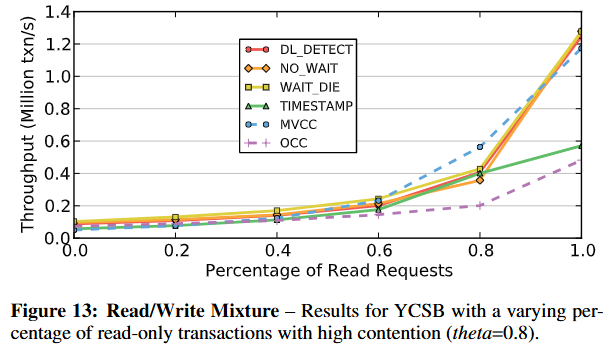 1.4
1.2
1.0
0.8
0.6
0.4
0.2
0.0
Throughput (Million txn/s)
DL_DETECT
NO_WAIT
WAIT_DIE
TIMESTAMP
MVCC
OCC
0.0 0.2 0.4 0.6 0.8 1.0
Percentage of Read Requests
Figure 13: Read/Write Mixture – Results for YCSB with a varying per-
centage of read-only transactions with high contention (theta=0.8).